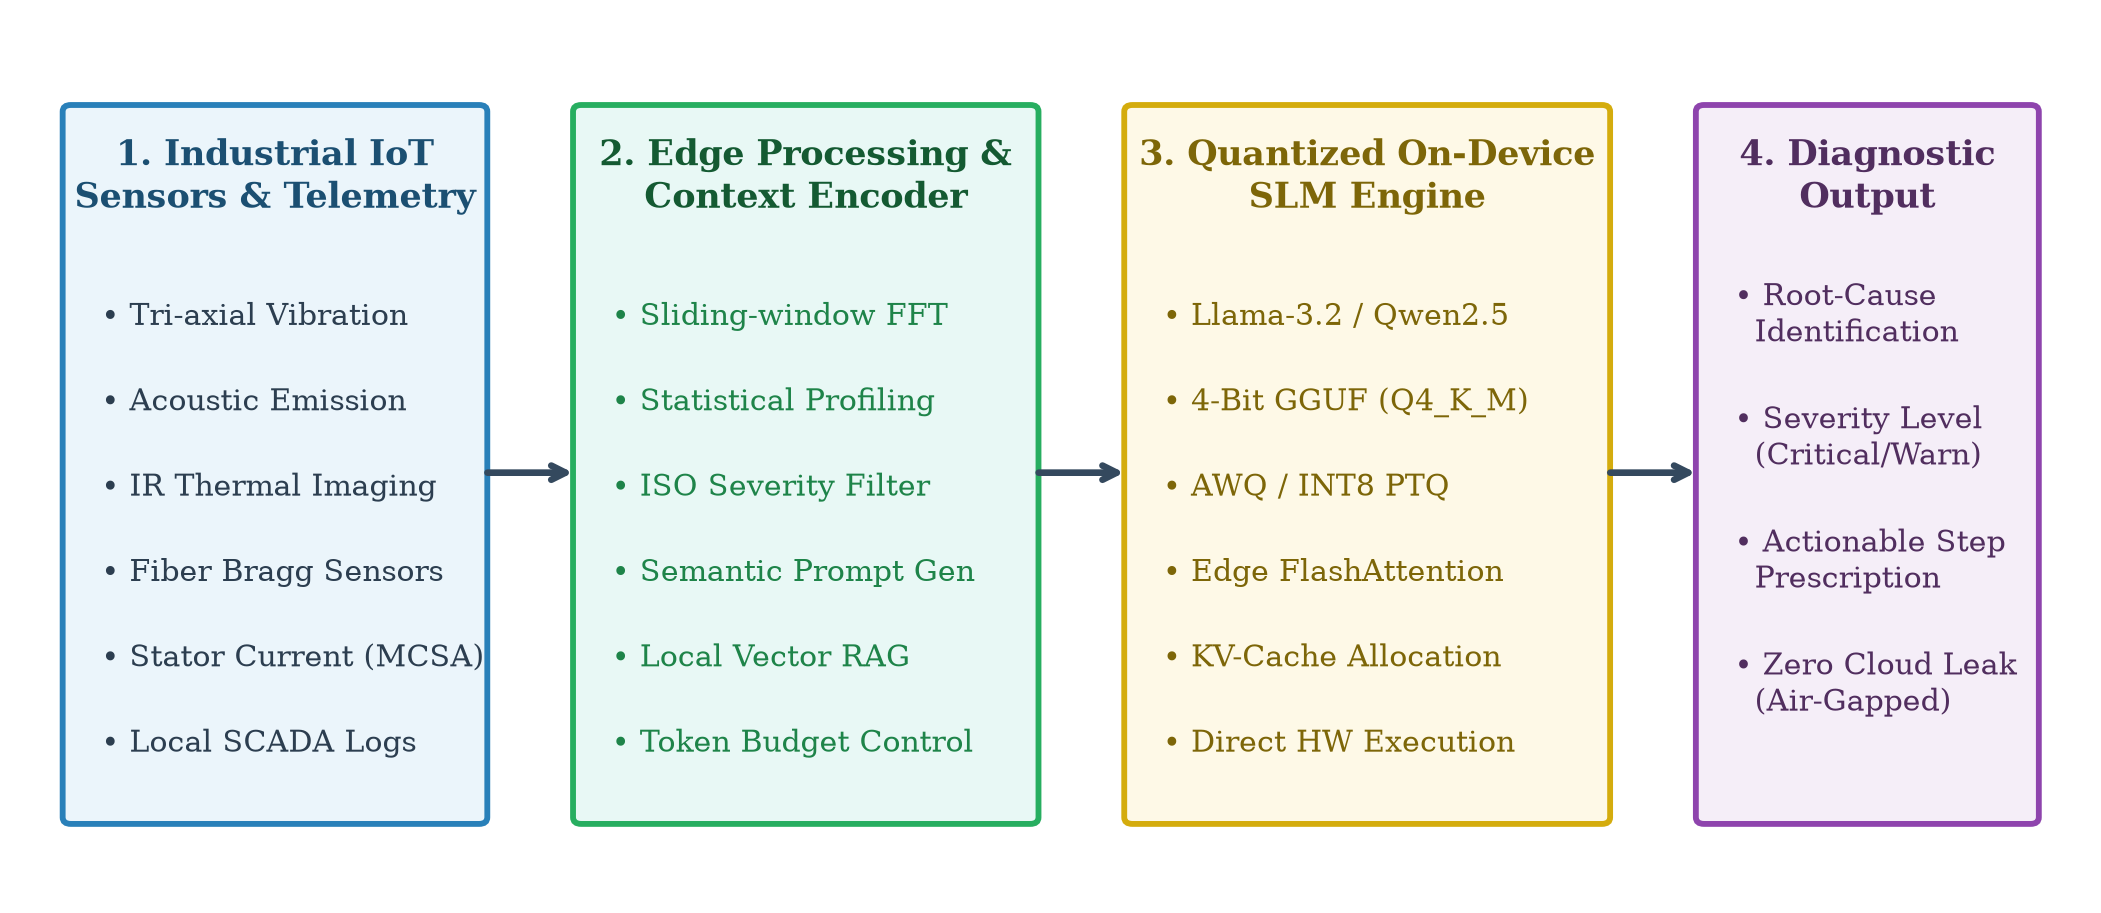 1. Industrial IoT
Sensors & Telemetry
• Tri-axial Vibration
• Acoustic Emission
• IR Thermal Imaging
• Fiber Bragg Sensors
• Stator Current (MCSA)
• Local SCADA Logs
2. Edge Processing &
Context Encoder
• Sliding-window FFT
• Statistical Profiling
• ISO Severity Filter
• Semantic Prompt Gen
• Local Vector RAG
• Token Budget Control
3. Quantized On-Device
SLM Engine
• Llama-3.2 / Qwen2.5
• 4-Bit GGUF (Q4_K_M)
• AWQ / INT8 PTQ
• Edge FlashAttention
• KV-Cache Allocation
• Direct HW Execution
4. Diagnostic
Output
• Root-Cause
Identification
• Severity Level
(Critical/Warn)
• Actionable Step
Prescription
• Zero Cloud Leak
(Air-Gapped)